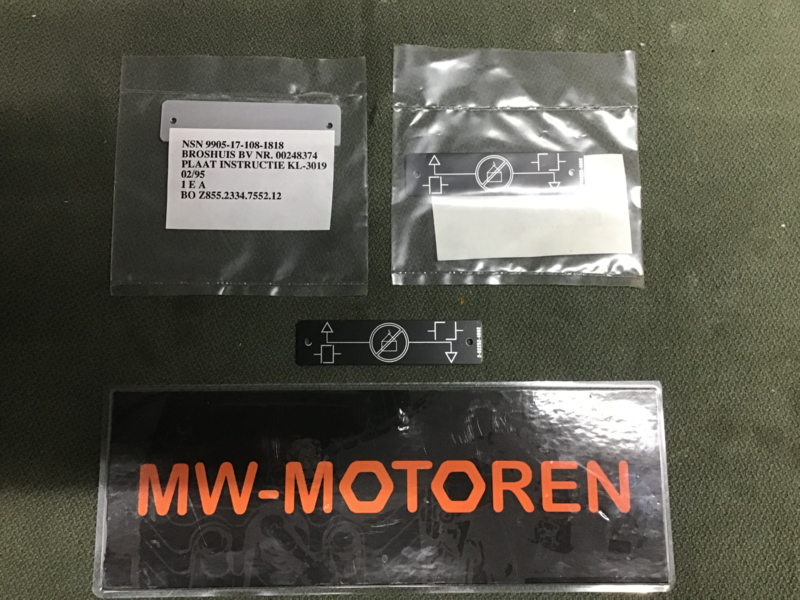 NSN 9905-17-108-1818
BROSHUIS BV NR. 00248374
PLAAT INSTRUCTIE KL-3019
02/95
1 E A
BO Z855.2334.7552.12
MW-MOTOREN